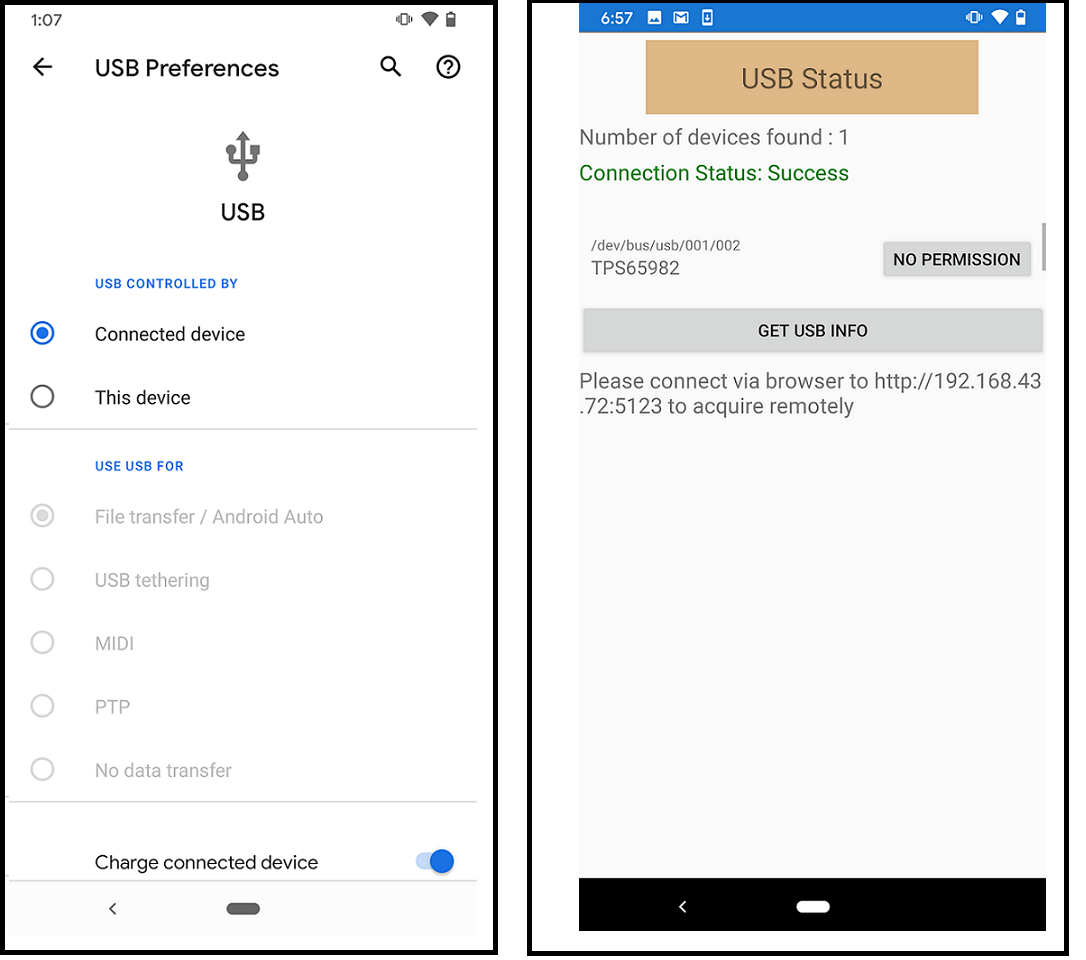 1:07
USB Preferences
USB
USB CONTROLLED BY
Connected device
This device
USE USB FOR
File transfer / Android Auto
USB tethering
MIDI
PTP
No data transfer
Charge connected device
6:57
USB Status
Number of devices found : 1
Connection Status: Success
/dev/bus/usb/001/002
TPS65982
NO PERMISSION
GET USB INFO
Please connect via browser to http://192.168.43
.72:5123 to acquire remotely